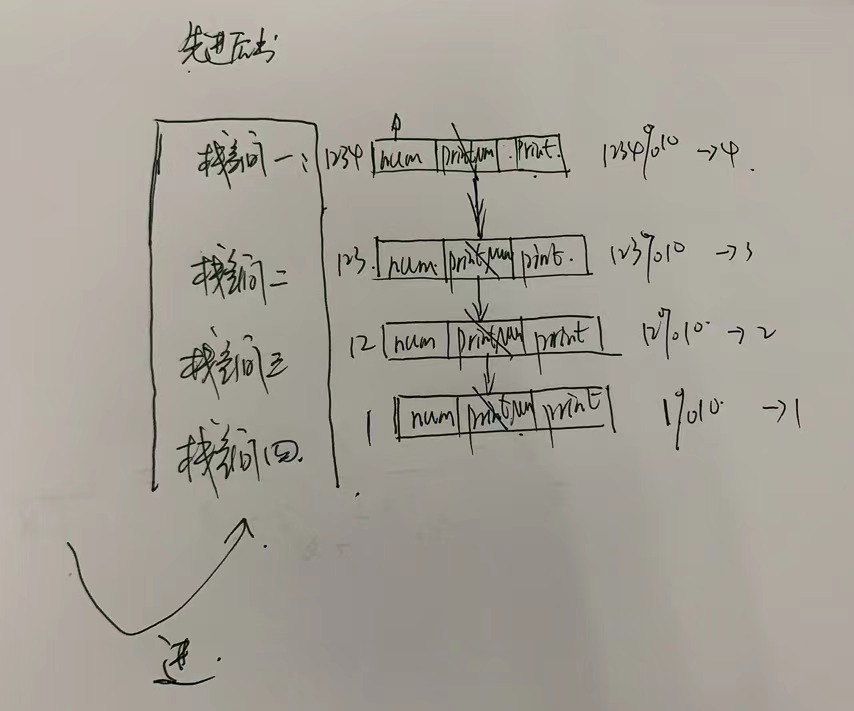 先进后出
栈空间一: 1234 num printNum print. 1234%10 → 4.
栈空间二 123. num. printNum print. 123%10 → 3
栈空间三 12 num printNum print 12%10. → 2
栈空间四. 1 num printNum print 1%10. → 1
进.